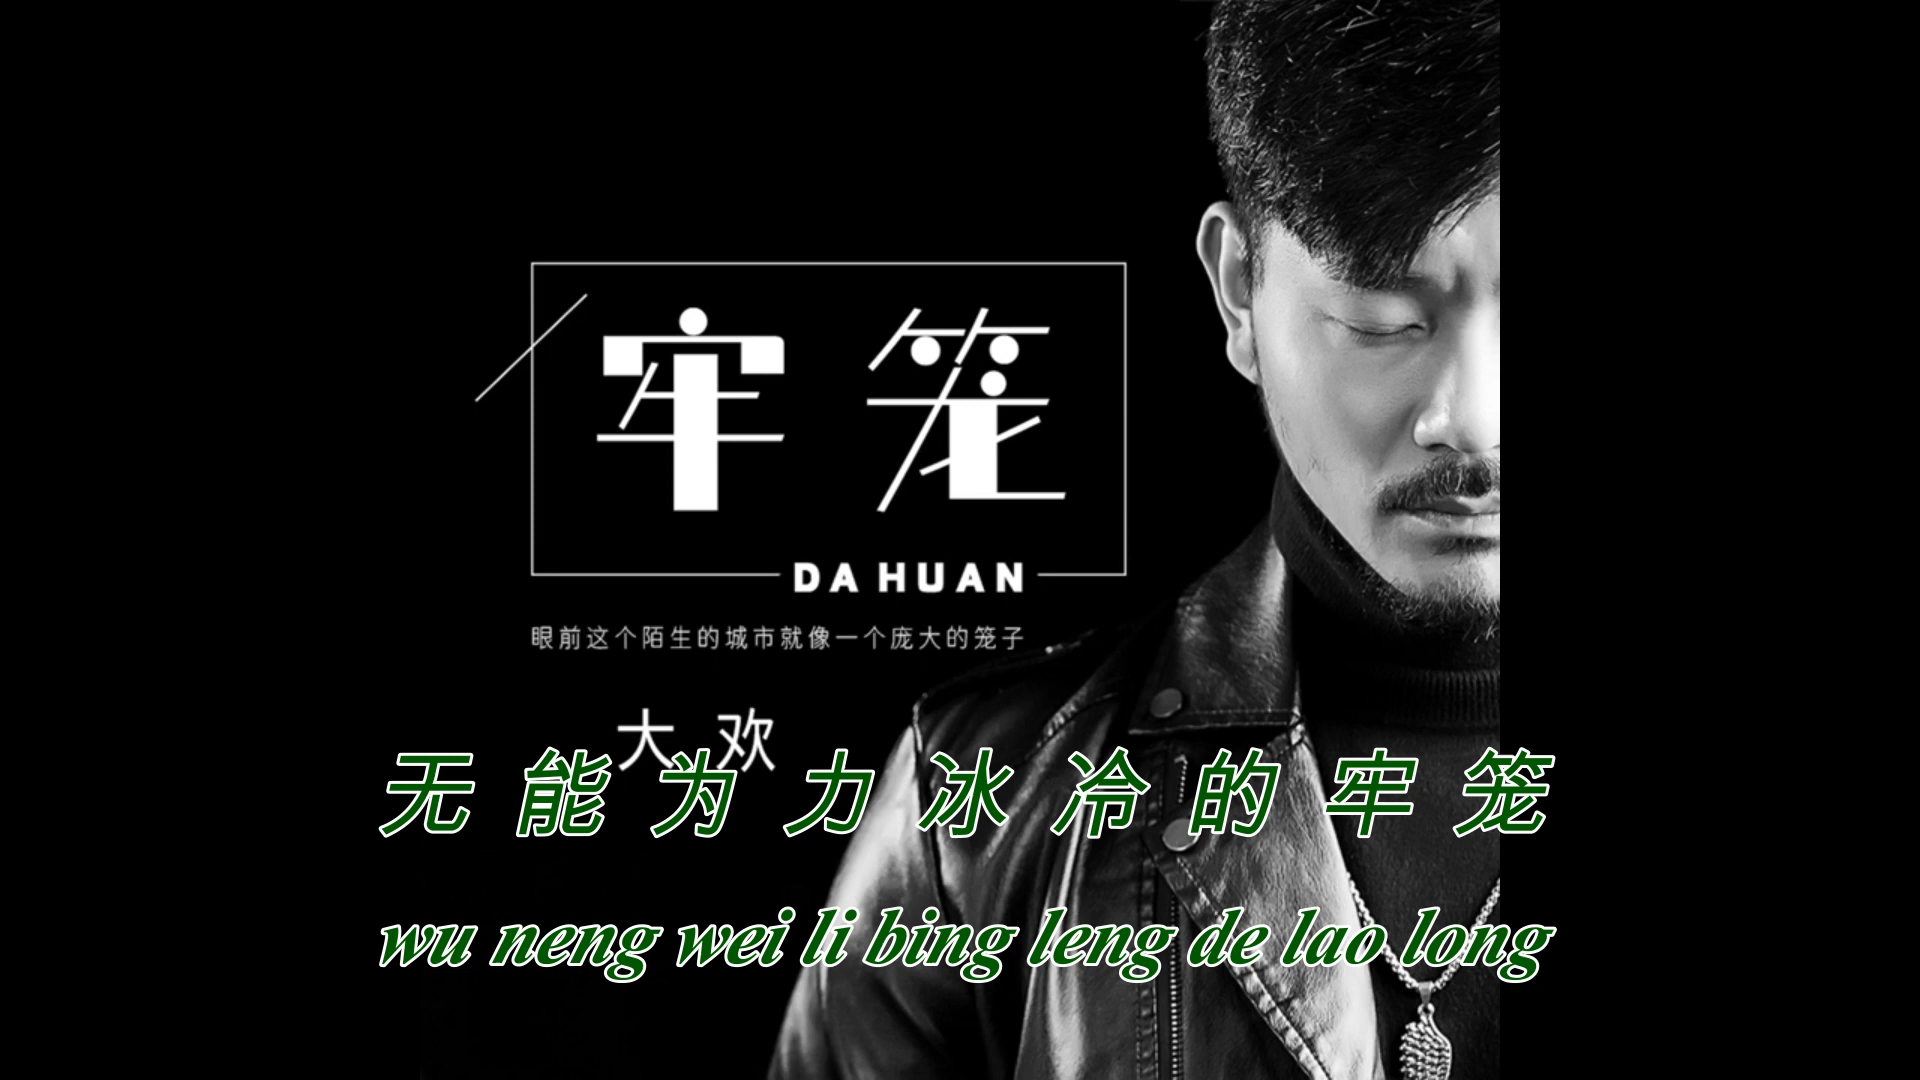 牢笼
DA HUAN
眼前这个陌生的城市就像一个庞大的笼子
大欢
无能为力冰冷的牢笼
wu neng wei li bing leng de lao long